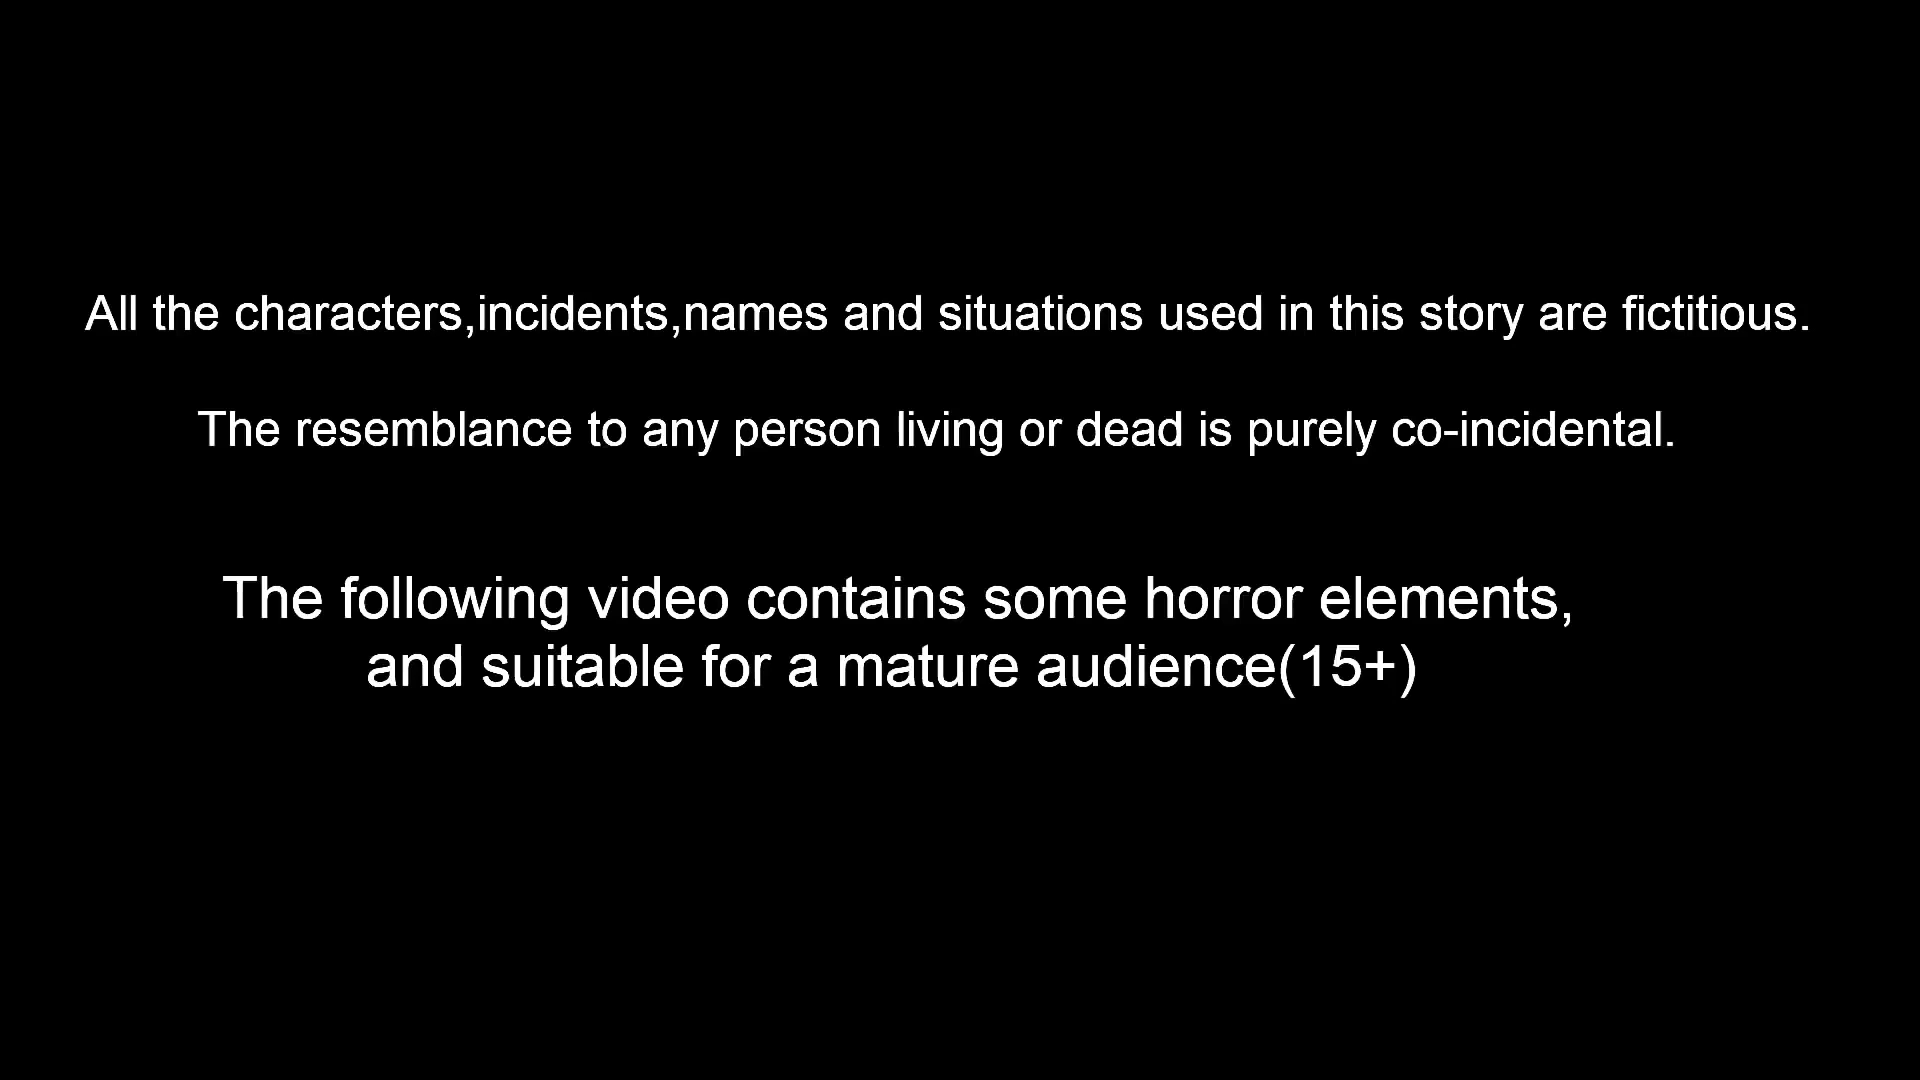 All the characters,incidents,names and situations used in this story are fictitious.
The resemblance to any person living or dead is purely co-incidental.
The following video contains some horror elements,
and suitable for a mature audience(15+)